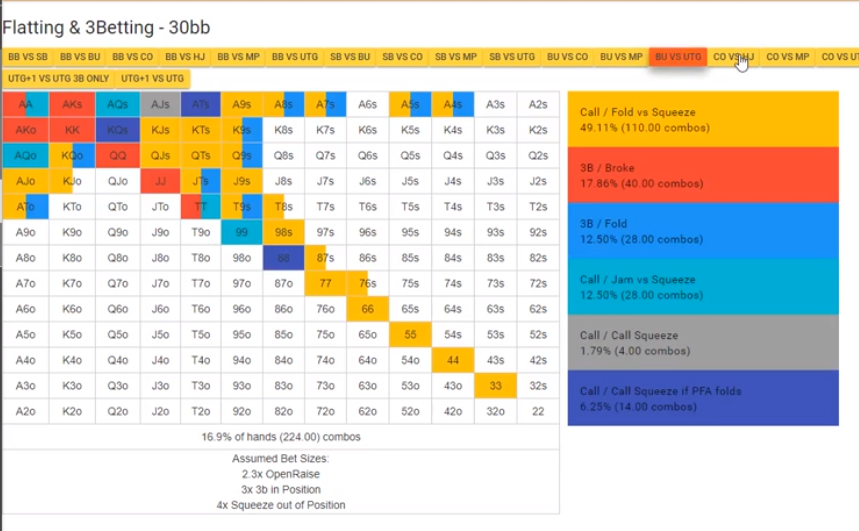 Flatting & 3Betting - 30bb
BB VS SB BB VS BU BB VS CO BB VS HJ BB VS MP BB VS UTG SB VS BU SB VS CO SB VS MP SB VS UTG BU VS CO BU VS MP BU VS UTG CO VS HJ CO VS MP CO VS UT
UTG+1 VS UTG 3B ONLY UTG+1 VS UTG
AA AKs AQs AJs ATs A9s A8s A7s A6s A5s A4s A3s A2s
AKo KK KQs KJs KTs K9s K8s K7s K6s K5s K4s K3s K2s
AQo KQo QQ QJs QTs Q9s Q8s Q7s Q6s Q5s Q4s Q3s Q2s
AJo KJo QJo JJ JTs J9s J8s J7s J6s J5s J4s J3s J2s
ATo KTo QTo JTo TT T9s T8s T7s T6s T5s T4s T3s T2s
A9o K9o Q9o J9o T9o 99 98s 97s 96s 95s 94s 93s 92s
A8o K8o Q8o J8o T8o 98o 88 87s 86s 85s 84s 83s 82s
A7o K7o Q7o J7o T7o 97o 87o 77 76s 75s 74s 73s 72s
A6o K6o Q6o J6o T6o 96o 86o 76o 66 65s 64s 63s 62s
A5o K5o Q5o J5o T5o 95o 85o 75o 65o 55 54s 53s 52s
A4o K4o Q4o J4o T4o 94o 84o 74o 64o 54o 44 43s 42s
A3o K3o Q3o J3o T3o 93o 83o 73o 63o 53o 43o 33 32s
A2o K2o Q2o J2o T2o 92o 82o 72o 62o 52o 42o 32o 22
16.9% of hands (224.00) combos
Assumed Bet Sizes:
2.3x OpenRaise
3x 3b in Position
4x Squeeze out of Position
Call / Fold vs Squeeze
49.11% (110.00 combos)
3B / Broke
17.86% (40.00 combos)
3B / Fold
12.50% (28.00 combos)
Call / Jam vs Squeeze
12.50% (28.00 combos)
Call / Call Squeeze
1.79% (4.00 combos)
Call / Call Squeeze if PFA folds
6.25% (14.00 combos)